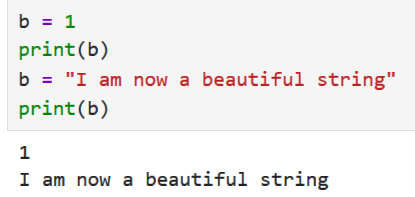 b = 1
print(b)
b = "I am now a beautiful string"
print(b)
1
I am now a beautiful string